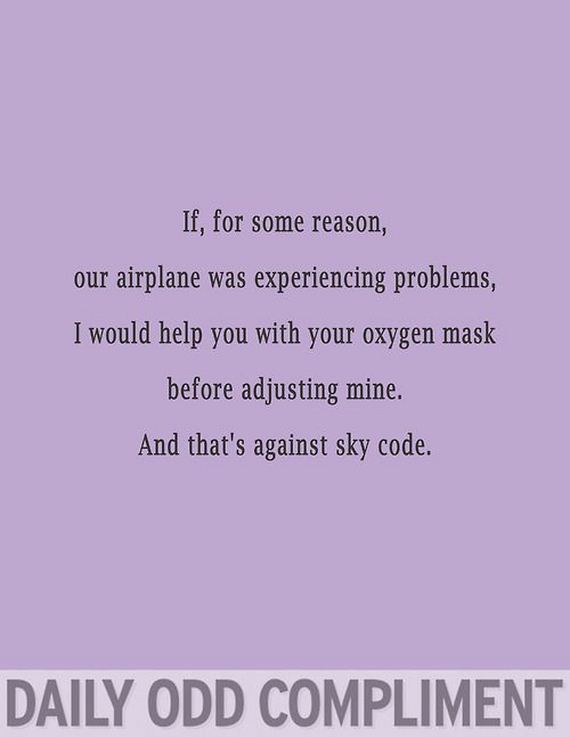 If, for some reason,
our airplane was experiencing problems,
I would help you with your oxygen mask
before adjusting mine.
And that's against sky code.
DAILY ODD COMPLIMENT